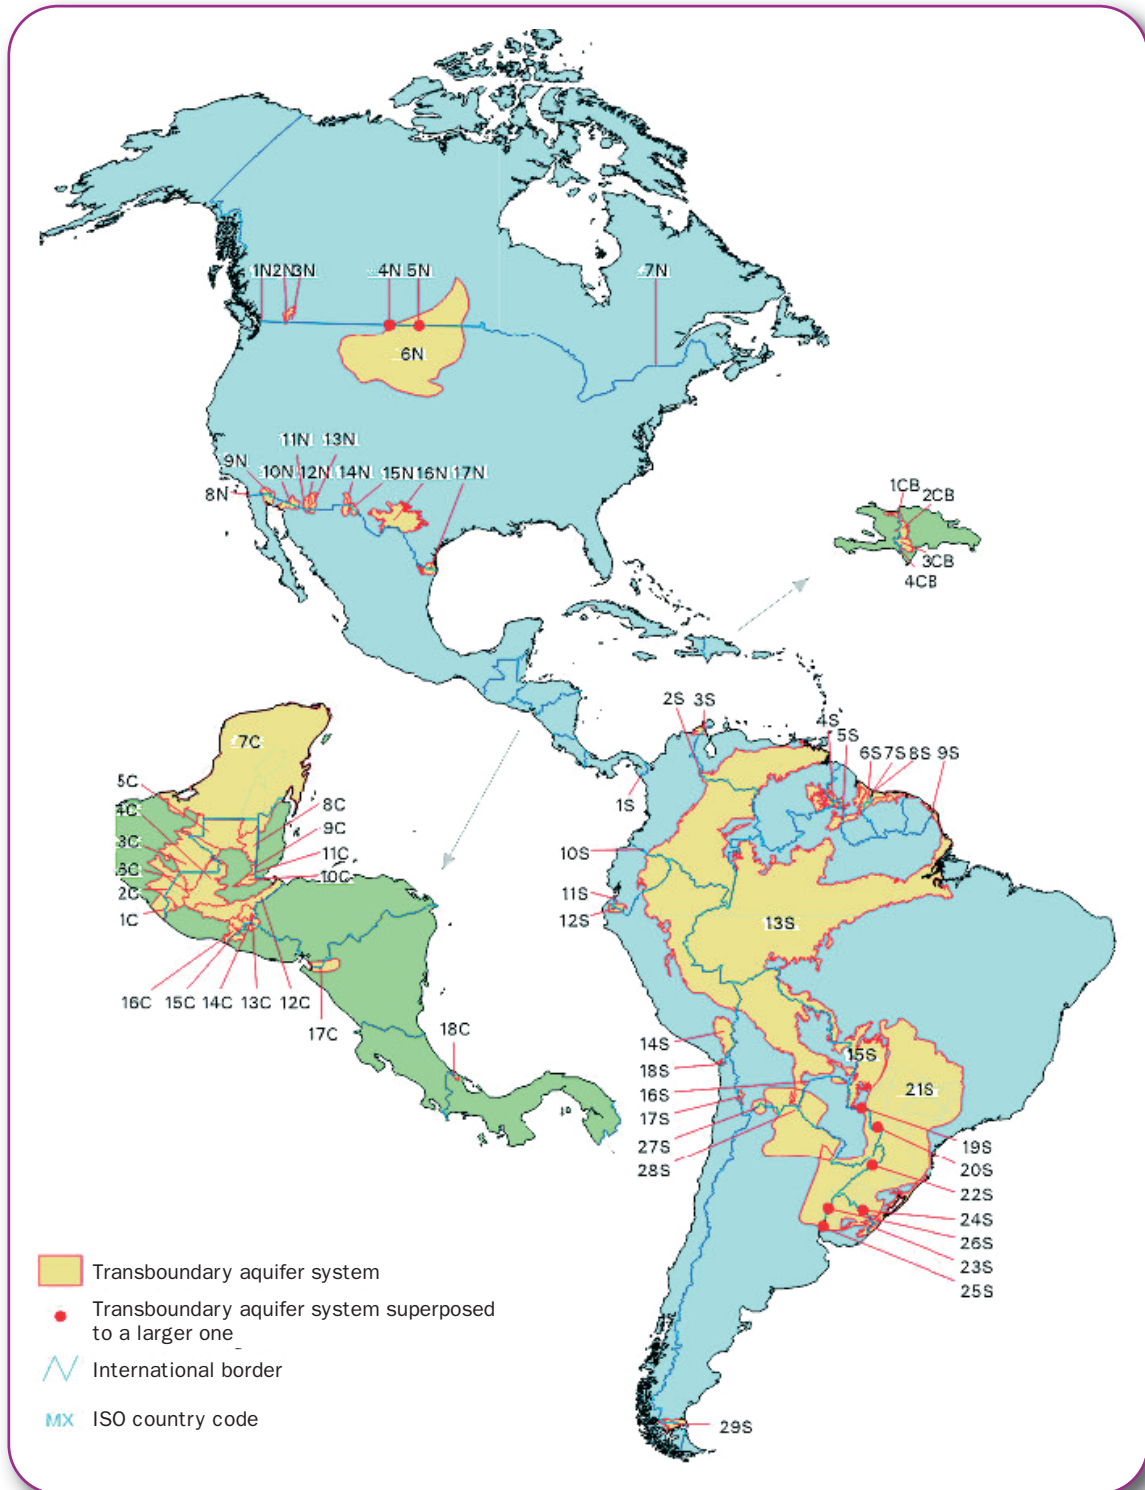 1N 2N 3N 4N 5N 7N
6N
11N 13N
9N 10N 12N 14N 15N 16N 17N
8N
1CB
2CB
3CB
4CB
2S 3S
4S
5S
6S 7S 8S 9S
1S
7C
5C
4C
3C
6C
2C
1C
8C
9C
11C
10C
16C 15C 14C 13C 12C
17C
18C
10S
11S
12S
13S
14S
18S
16S
17S
27S
28S
15S
21S
19S
20S
22S
24S
26S
23S
25S
29S
Transboundary aquifer system
Transboundary aquifer system superposed
to a larger one
International border
MX ISO country code